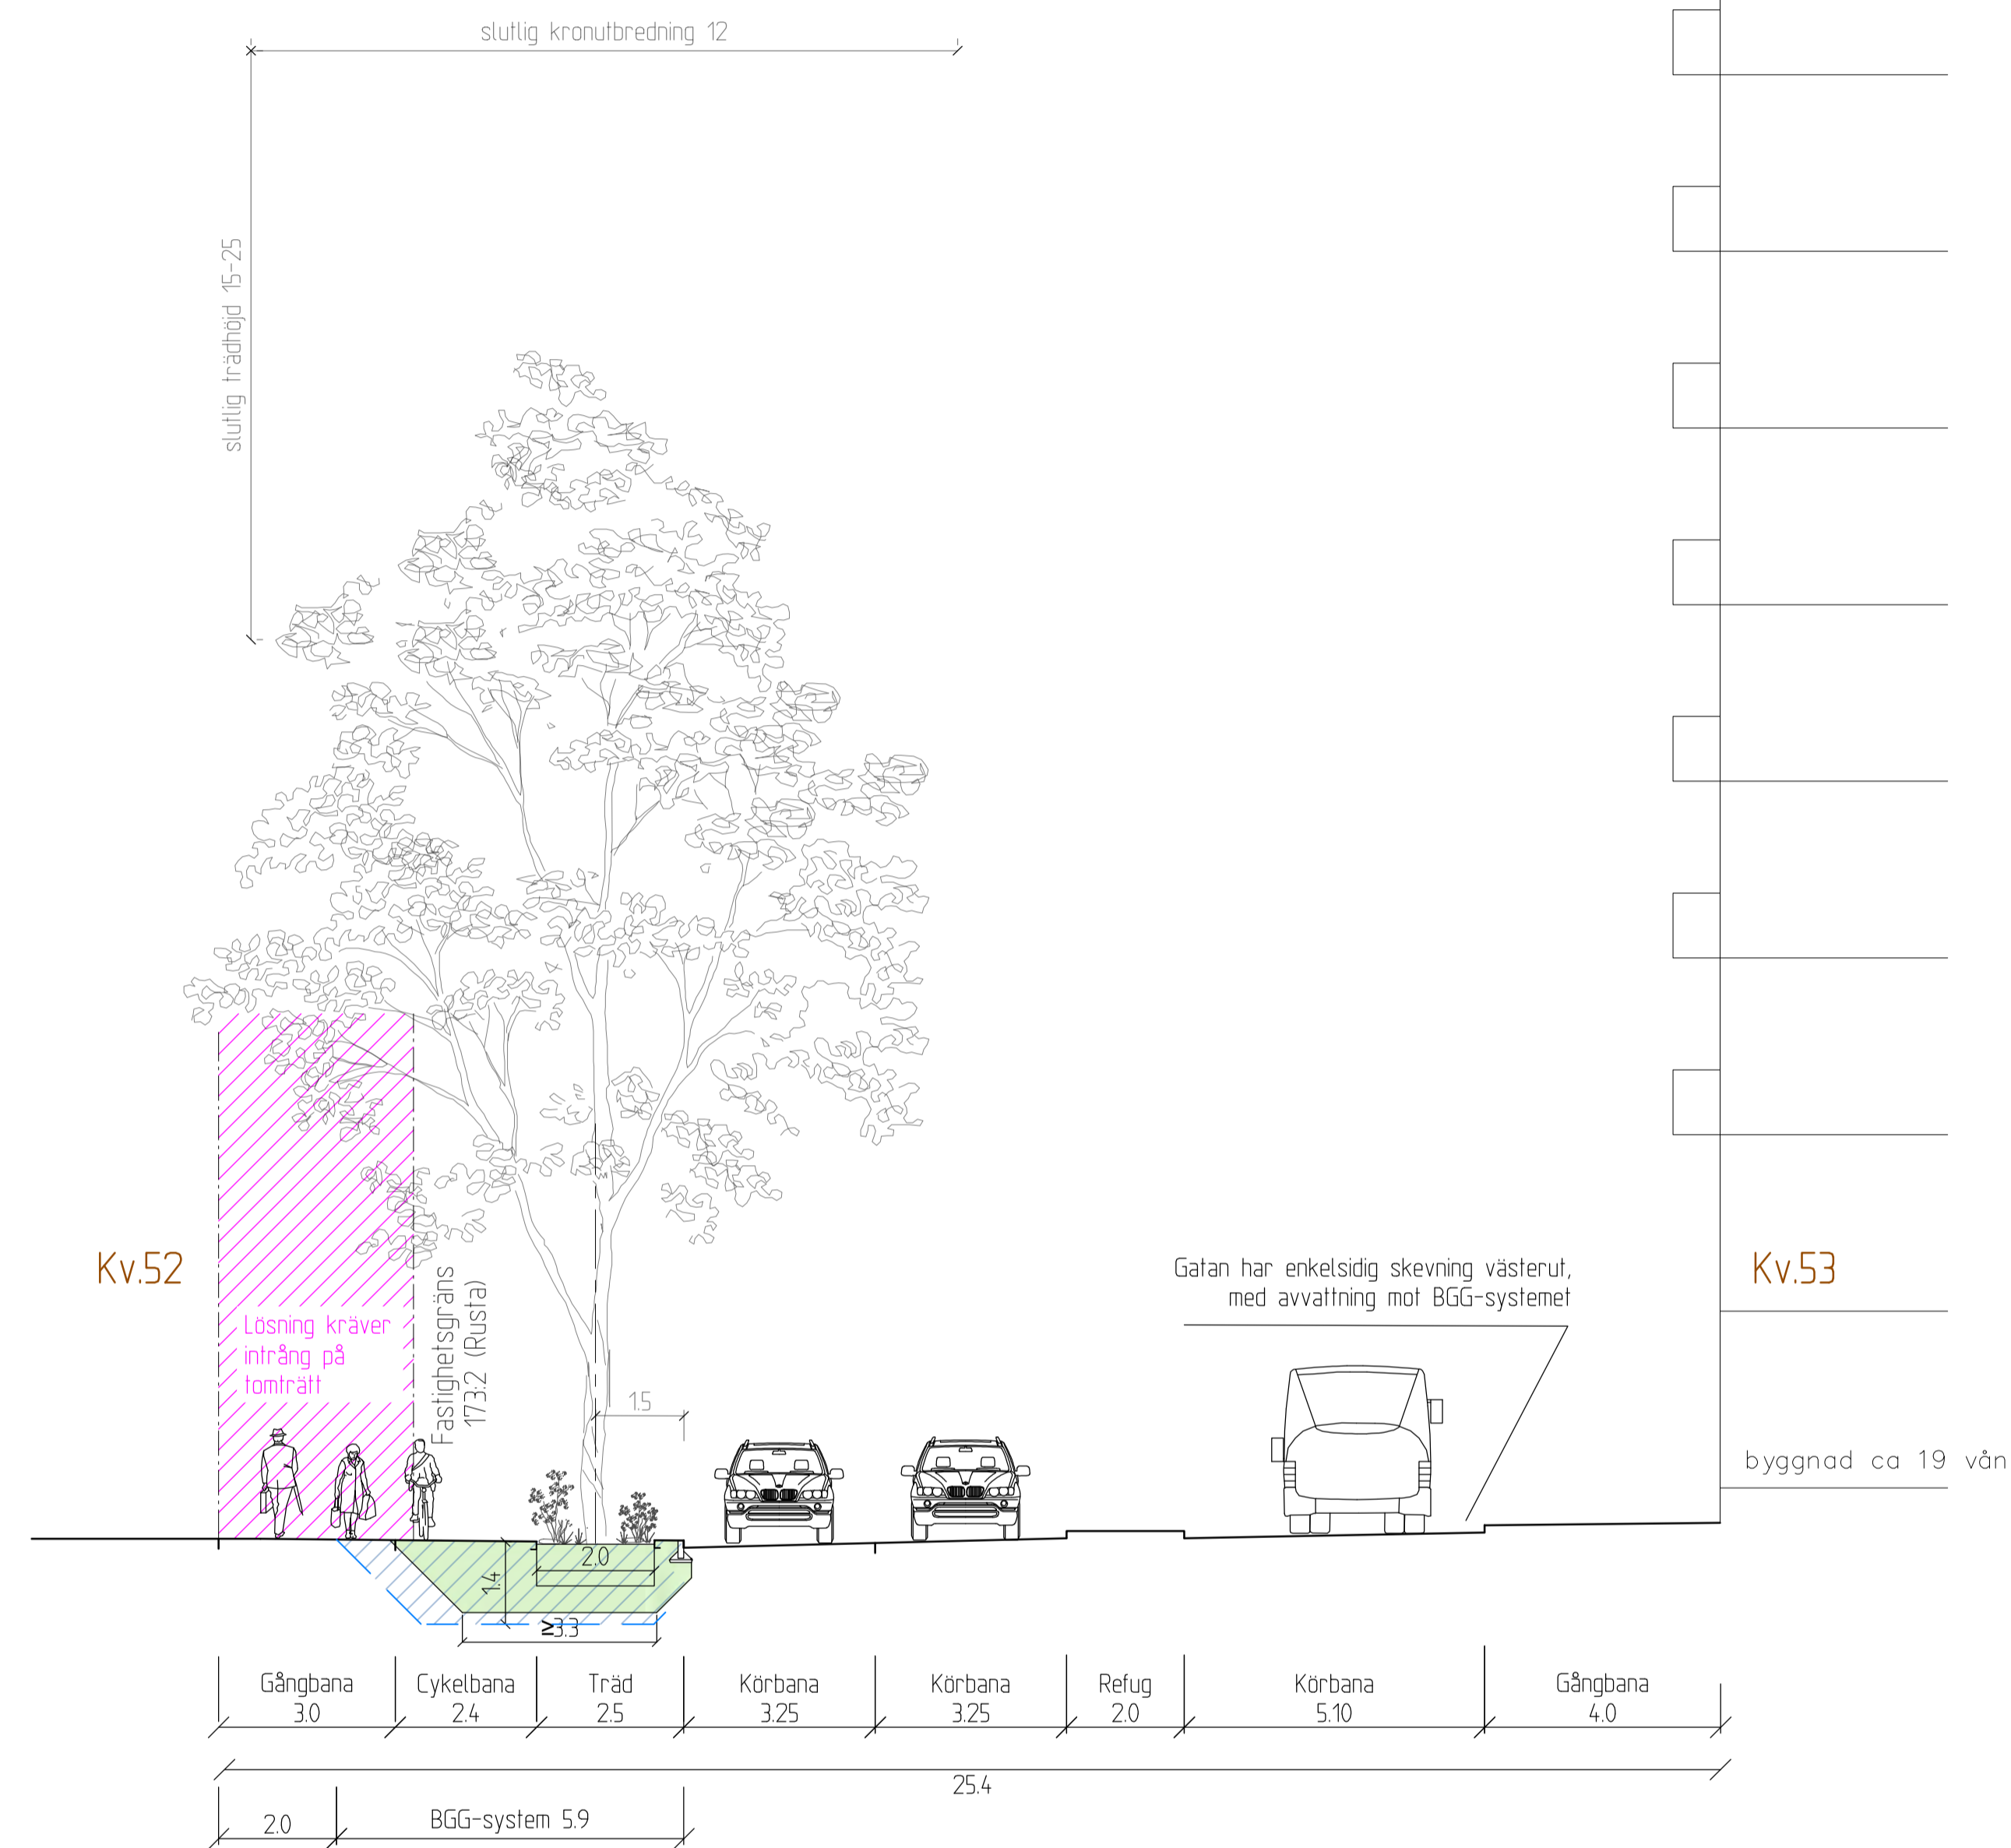 slutlig kronutbredning 12
slutlig trädhöjd 15-25
Kv.52
Kv.53
Gatan har enkelsidig skevning västerut,
med avvattning mot BGG-systemet
Lösning kräver
intrång på
tomträtt
Fastighetsgräns
173:2 (Rusta)
1.5
byggnad ca 19 vån
2.0
1.4
≥3.3
Gångbana
3.0
Cykelbana
2.4
Träd
2.5
Körbana
3.25
Körbana
3.25
Refug
2.0
Körbana
5.10
Gångbana
4.0
25.4
2.0
BGG-system 5.9